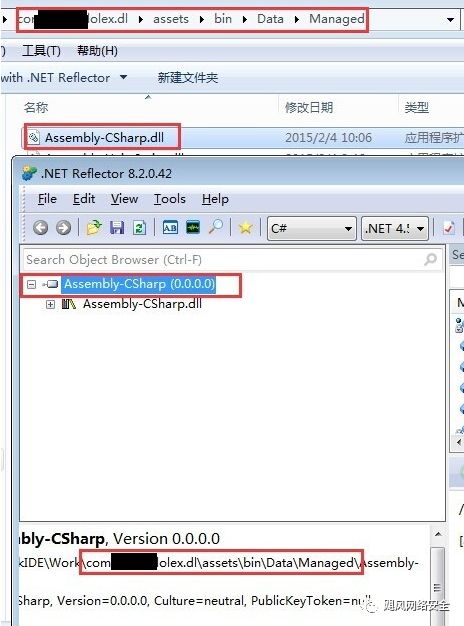 co lolex.dl ▸ assets ▸ bin ▸ Data ▸ Managed
) 工具(T) 帮助(H)
with .NET Reflector 新建文件夹
名称 修改日期 类型
Assembly-CSharp.dll 2015/2/4 10:06 应用程序扩
.NET Reflector 8.2.0.42
File Edit View Tools Help
C# .NET 4.5
Search Object Browser (Ctrl-F)
Se
Assembly-CSharp (0.0.0.0)
Assembly-CSharp.dll
M
bly-CSharp, Version 0.0.0.0
kIDE\Work\com olex.dl\assets\bin\Data\Managed\Assembly-
Sharp, Version=0.0.0.0, Culture=neutral, PublicKeyToken=null
飓风网络安全